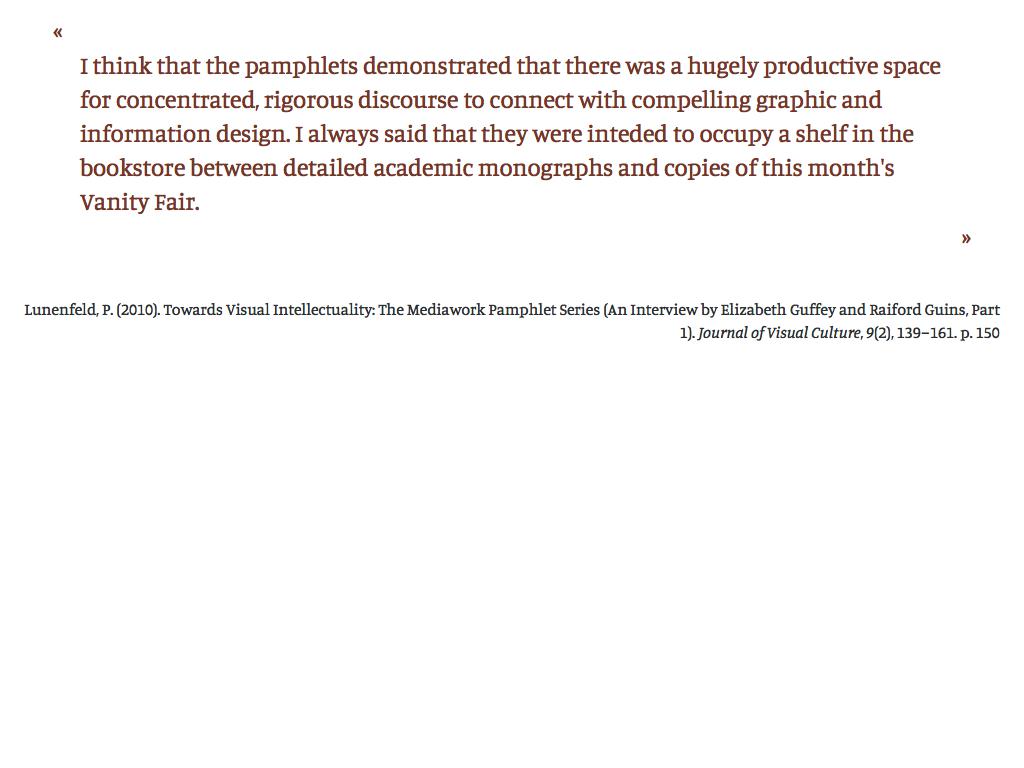 «
I think that the pamphlets demonstrated that there was a hugely productive space
for concentrated, rigorous discourse to connect with compelling graphic and
information design. I always said that they were inteded to occupy a shelf in the
bookstore between detailed academic monographs and copies of this month's
Vanity Fair.
»
Lunenfeld, P. (2010). Towards Visual Intellectuality: The Mediawork Pamphlet Series (An Interview by Elizabeth Guffey and Raiford Guins, Part
1). Journal of Visual Culture, 9(2), 139–161. p. 150